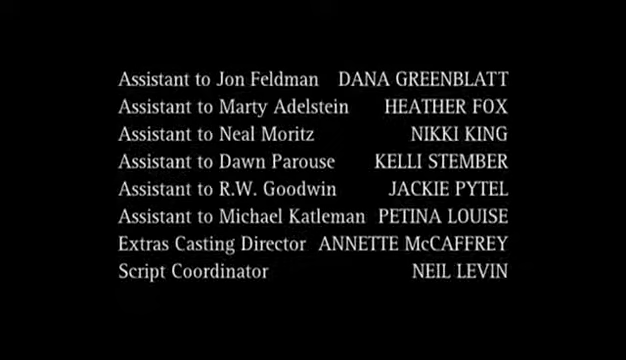 Assistant to Jon Feldman DANA GREENBLATT
Assistant to Marty Adelstein HEATHER FOX
Assistant to Neal Moritz NIKKI KING
Assistant to Dawn Parouse KELLI STEMBER
Assistant to R.W. Goodwin JACKIE PYTEL
Assistant to Michael Katleman PETINA LOUISE
Extras Casting Director ANNETTE McCAFFREY
Script Coordinator NEIL LEVIN